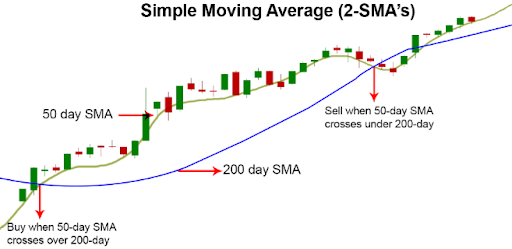 Simple Moving Average (2-SMA's)
50 day SMA
Sell when 50-day SMA
crosses under 200-day
200 day SMA
Buy when 50-day SMA
crosses over 200-day